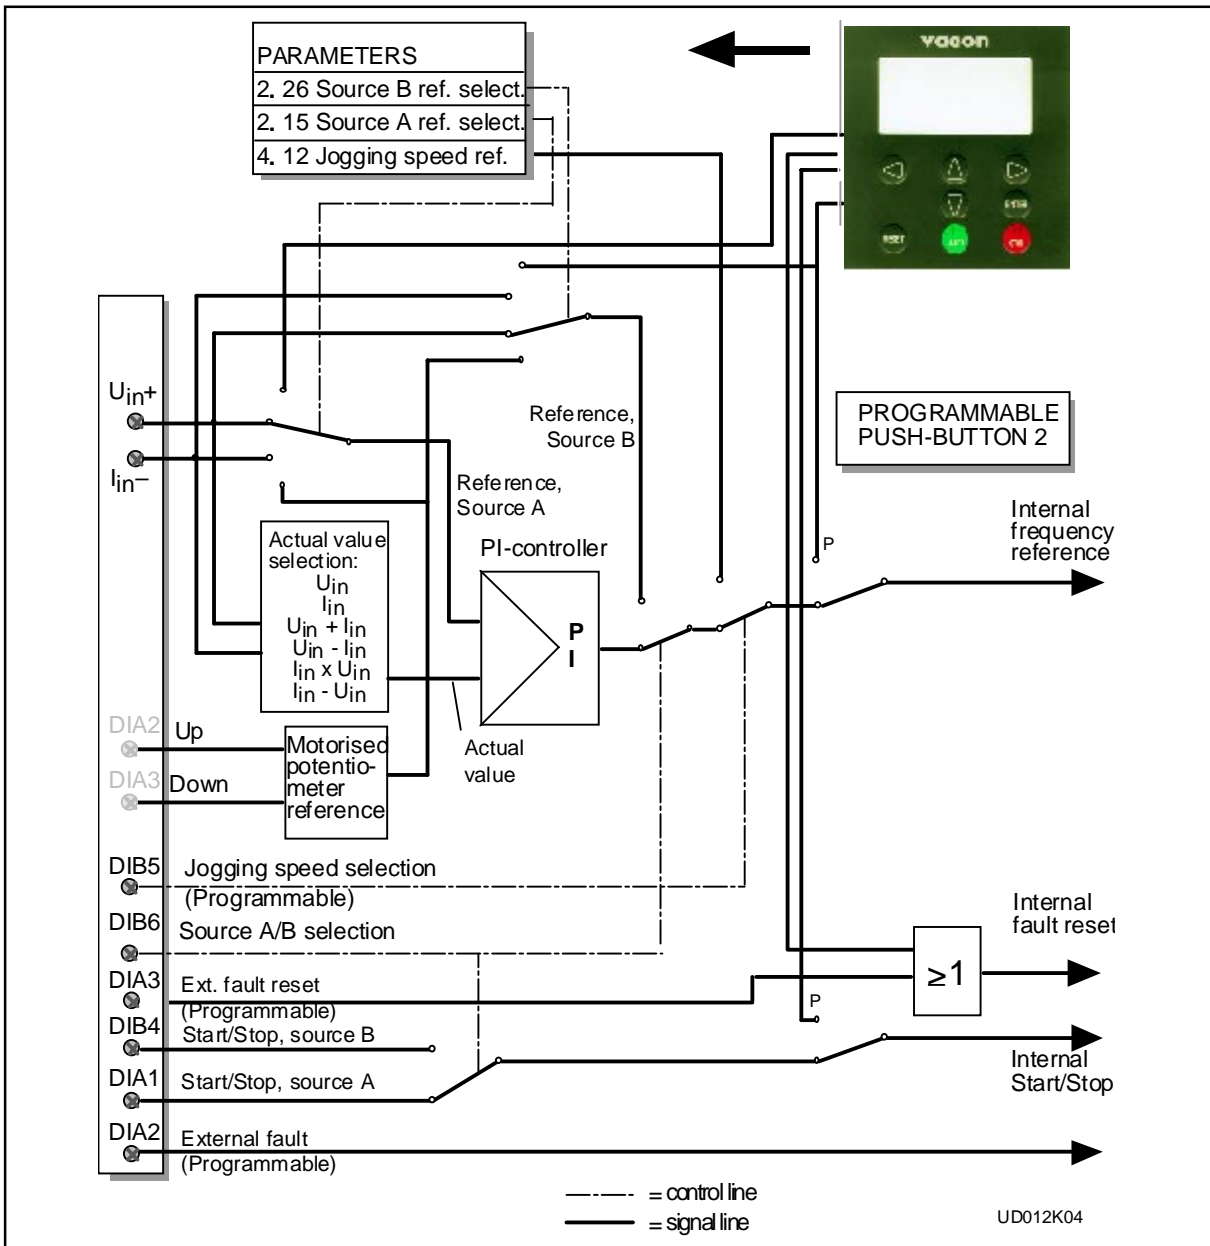 PARAMETERS
2. 26 Source B ref. select.
2. 15 Source A ref. select.
4. 12 Jogging speed ref.
vacon
RESET
Uin+
Iin−
Reference,
Source B
PROGRAMMABLE
PUSH-BUTTON 2
Reference,
Source A
Internal
frequency
reference
Actual value
selection:
Uin
Iin
Uin + Iin
Uin - Iin
Iin x Uin
Iin - Uin
PI-controller
P
I
P
DIA2
Up
DIA3
Down
Motorised
potentio-
meter
reference
Actual
value
DIB5
Jogging speed selection
(Programmable)
DIB6
Source A/B selection
DIA3
Ext. fault reset
(Programmable)
≥1
Internal
fault reset
P
DIB4
Start/Stop, source B
DIA1
Start/Stop, source A
Internal
Start/Stop
DIA2
External fault
(Programmable)
= control line
= signal line
UD012K04